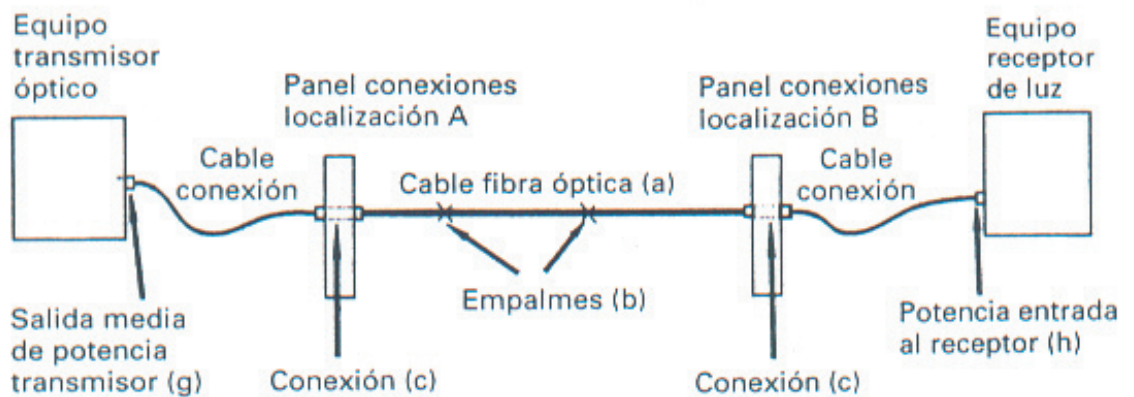 Equipo
transmisor
óptico
Panel conexiones
localización A
Panel conexiones
localización B
Equipo
receptor
de luz
Cable
conexión
Cable fibra óptica (a)
Cable
conexión
Empalmes (b)
Salida media
de potencia
transmisor (g)
Conexión (c)
Conexión (c)
Potencia entrada
al receptor (h)